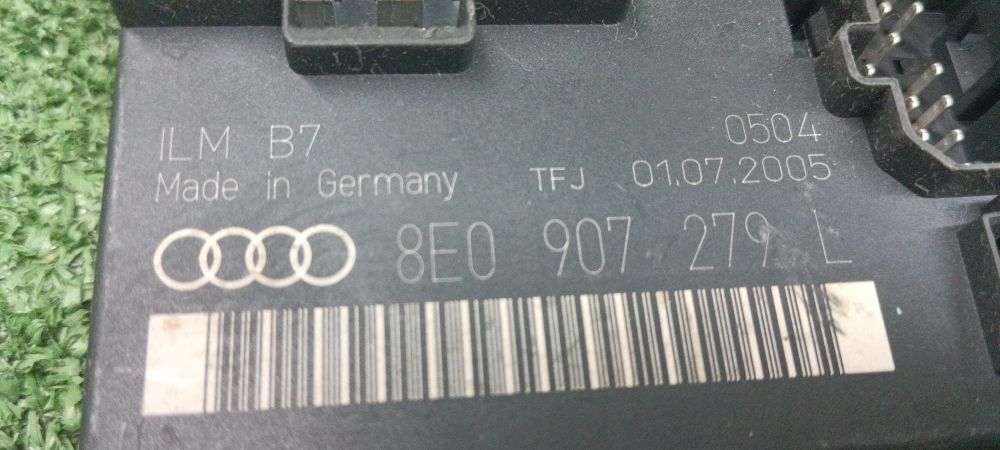 ILM B7 0504
Made in Germany TFJ 01.07.2005
8E0 907 279 L